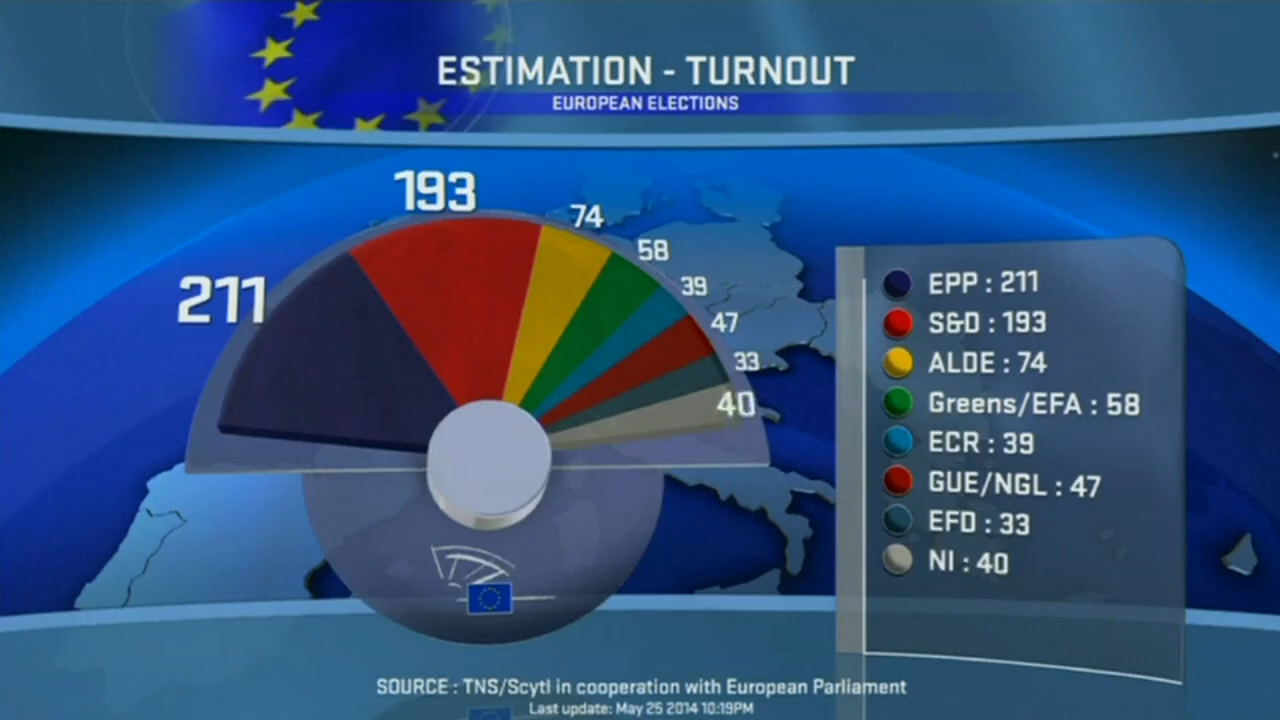 ESTIMATION - TURNOUT
EUROPEAN ELECTIONS
193
74
58
39
47
33
40
211
EPP : 211
S&D : 193
ALDE : 74
Greens/EFA : 58
ECR : 39
GUE/NGL : 47
EFD : 33
NI : 40
SOURCE : TNS/Scytl in cooperation with European Parliament
Last update: May 25 2014 10:19PM